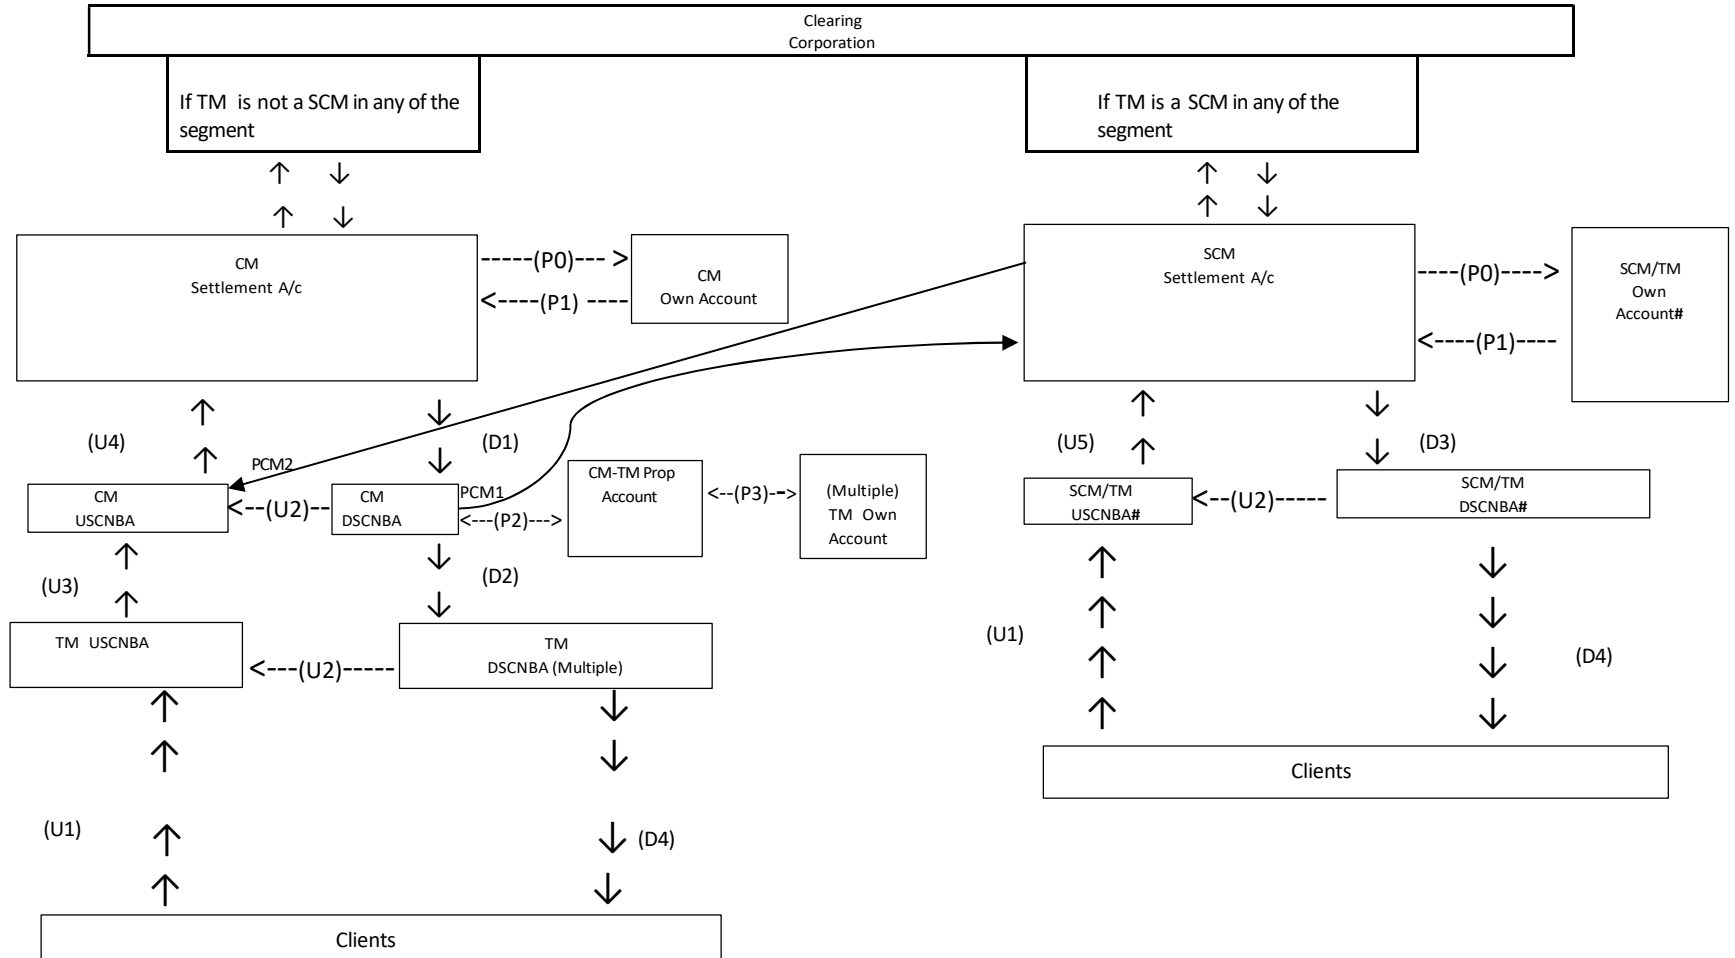 Clearing
Corporation
If TM is not a SCM in any of the
segment
If TM is a SCM in any of the
segment
CM
Settlement A/c
-----(P0)--- >
<----(P1) ----
CM
Own Account
SCM
Settlement A/c
----(P0)---->
<----(P1)----
SCM/TM
Own
Account#
(U4)
(D1)
PCM2
CM
USCNBA
<--(U2)--
CM
DSCNBA
PCM1
<---(P2)--->
CM-TM Prop
Account
<--(P3)-->
(Multiple)
TM Own
Account
(U5)
(D3)
SCM/TM
USCNBA#
<---(U2)-----
SCM/TM
DSCNBA#
(U3)
(D2)
TM USCNBA
<---(U2)-----
TM
DSCNBA (Multiple)
(U1)
(D4)
Clients
(U1)
(D4)
Clients